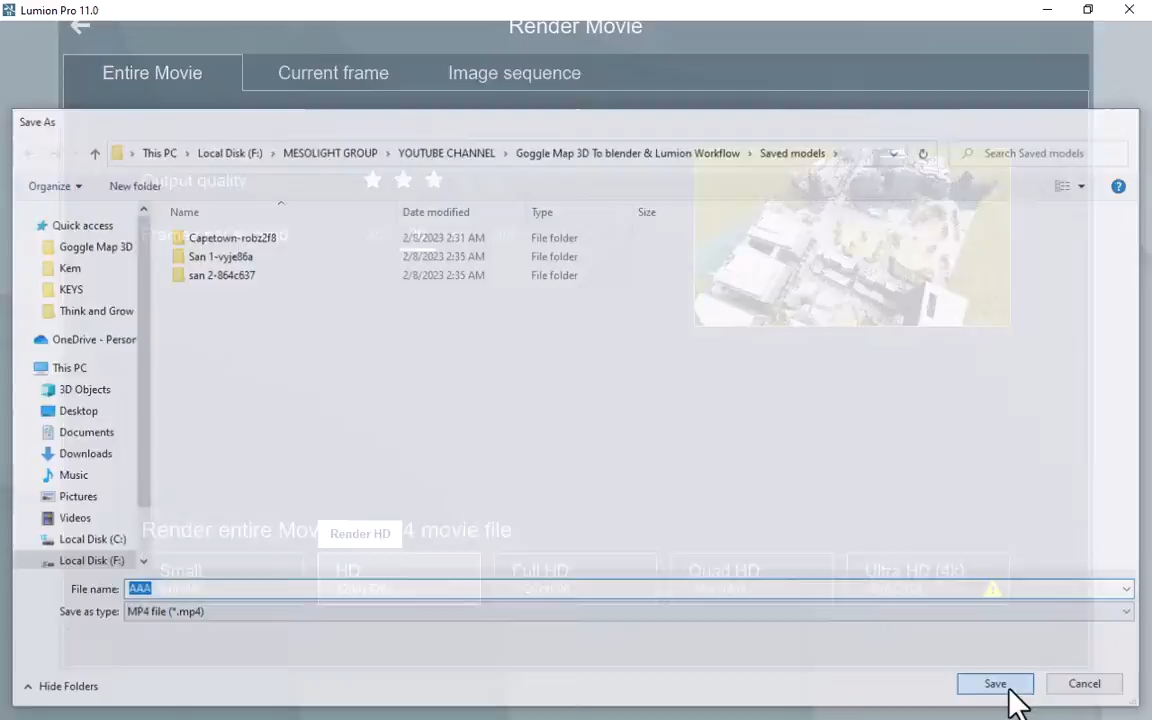 Lumion Pro 11.0
Render Movie
Entire Movie
Current frame
Image sequence
Save As
This PC > Local Disk (F:) > MESOLIGHT GROUP > YOUTUBE CHANNEL > Goggle Map 3D To blender & Lumion Workflow > Saved models >
Search Saved models
Organize
New folder
Output quality
Name
Date modified
Type
Size
Quick access
Goggle Map 3D
Kem
KEYS
Think and Grow
OneDrive - Person
This PC
3D Objects
Desktop
Documents
Downloads
Music
Pictures
Videos
Local Disk (C:)
Local Disk (F:)
Capetown-robz2f8 2/8/2023 2:31 AM File folder
San 1-vyje86a 2/8/2023 2:35 AM File folder
san 2-864c637 2/8/2023 2:35 AM File folder
Render entire Mov
4 movie file
Render HD
Small
HD
Full HD
Quad HD
Ultra HD (4k)
File name: AAA
Save as type: MP4 file (*.mp4)
Hide Folders
Save
Cancel